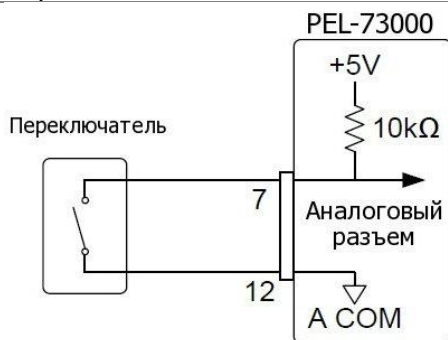 PEL-73000
+5V
10kΩ
Переключатель
7
Аналоговый
разъем
12
A COM